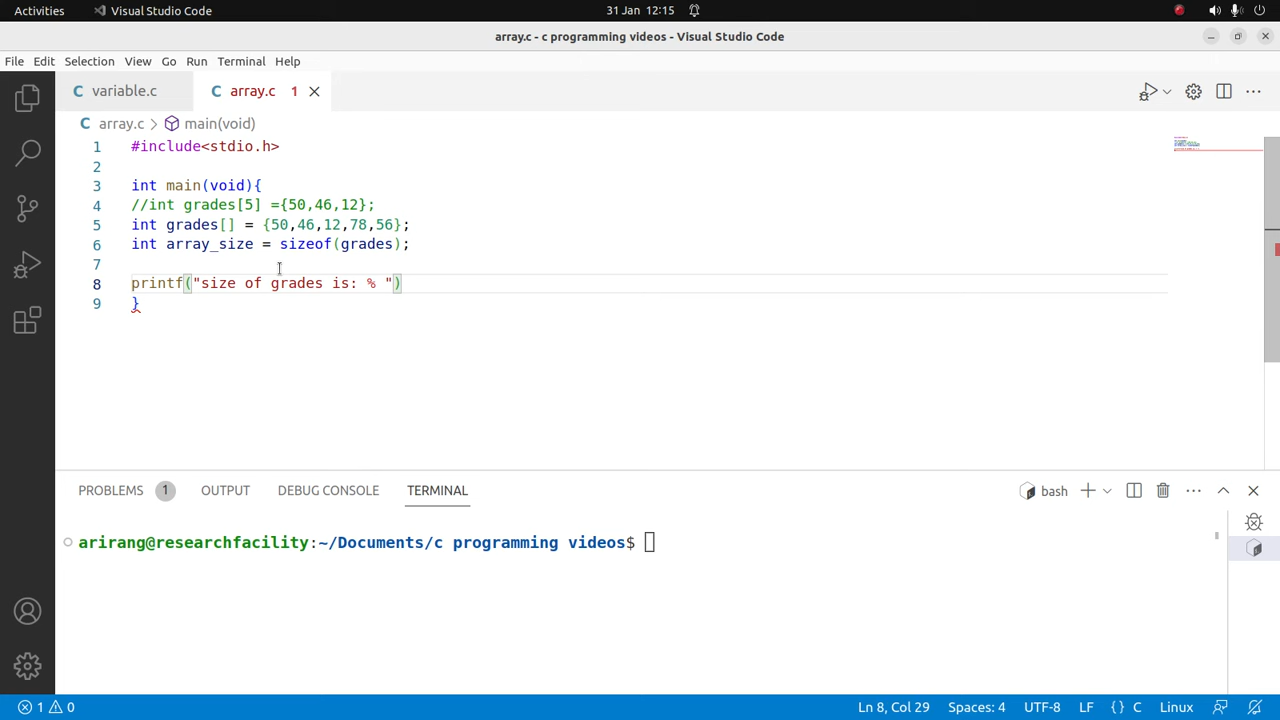 Activities Visual Studio Code 31 Jan 12:15
array.c - c programming videos - Visual Studio Code
File Edit Selection View Go Run Terminal Help
C variable.c C array.c 1
C array.c > main(void)
1 #include<stdio.h>
2
3 int main(void){
4 //int grades[5] ={50,46,12};
5 int grades[] = {50,46,12,78,56};
6 int array_size = sizeof(grades);
7
8 printf("size of grades is: % ")
9 }
PROBLEMS 1 OUTPUT DEBUG CONSOLE TERMINAL bash
arirang@researchfacility:~/Documents/c programming videos$
1 0 Ln 8, Col 29 Spaces: 4 UTF-8 LF {} C Linux